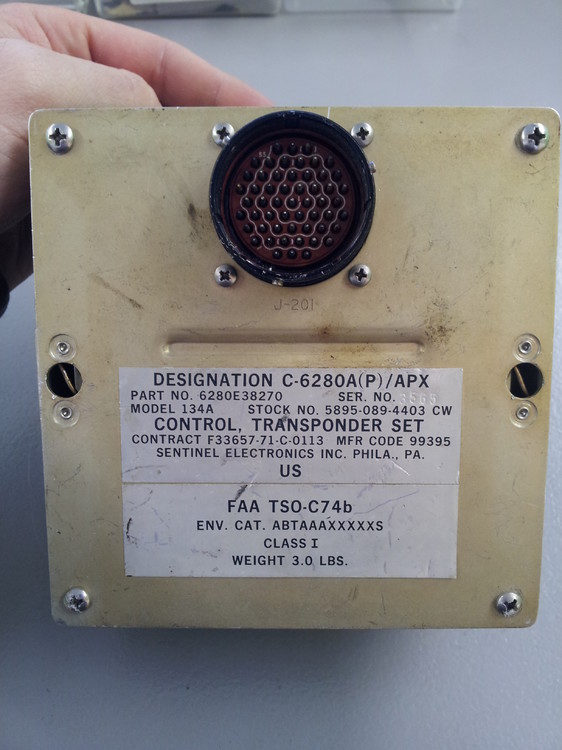 J-201
DESIGNATION C-6280A(P)/APX
PART NO. 6280E38270 SER. NO.
MODEL 134A STOCK NO. 5895-089-4403 CW
CONTROL, TRANSPONDER SET
CONTRACT F33657-71-C-0113 MFR CODE 99395
SENTINEL ELECTRONICS INC. PHILA., PA.
US
FAA TSO-C74b
ENV. CAT. ABTAAAXXXXXS
CLASS I
WEIGHT 3.0 LBS.